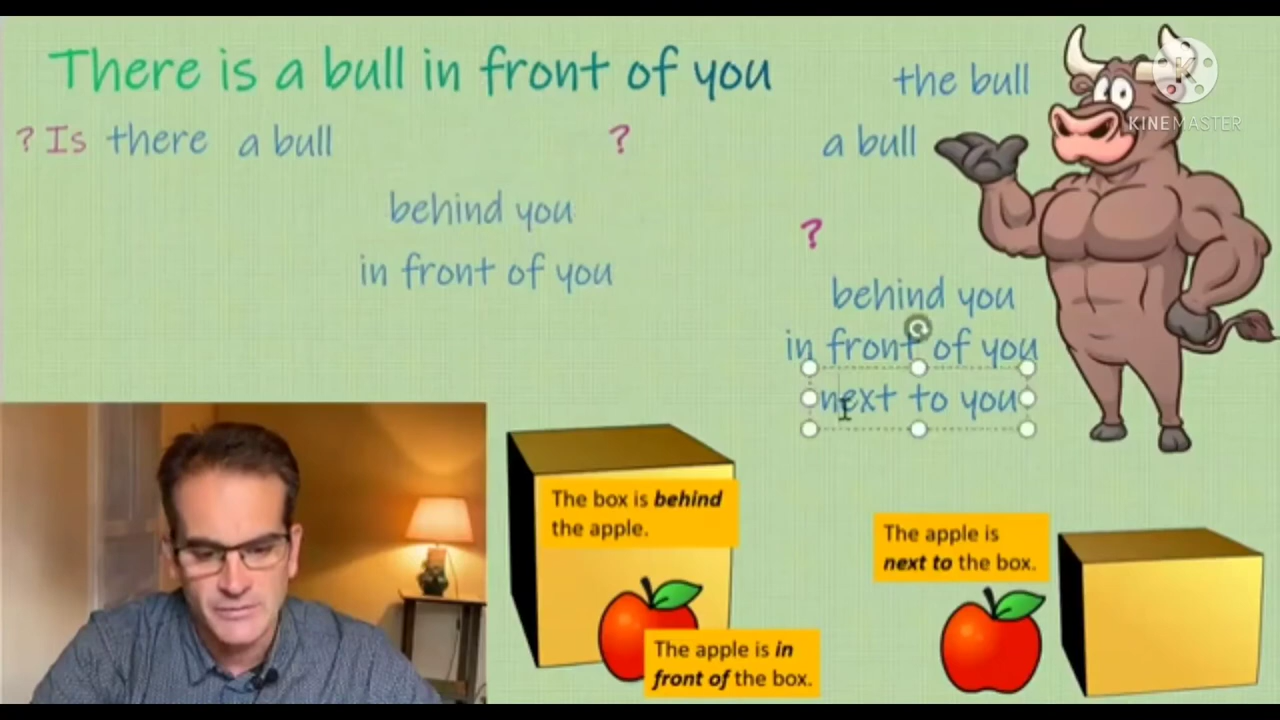 There is a bull in front of you
the bull
KINEMASTER
? Is there a bull ?
a bull
behind you
?
in front of you
behind you
in front of you
next to you
The box is behind
the apple.
The apple is in
front of the box.
The apple is
next to the box.